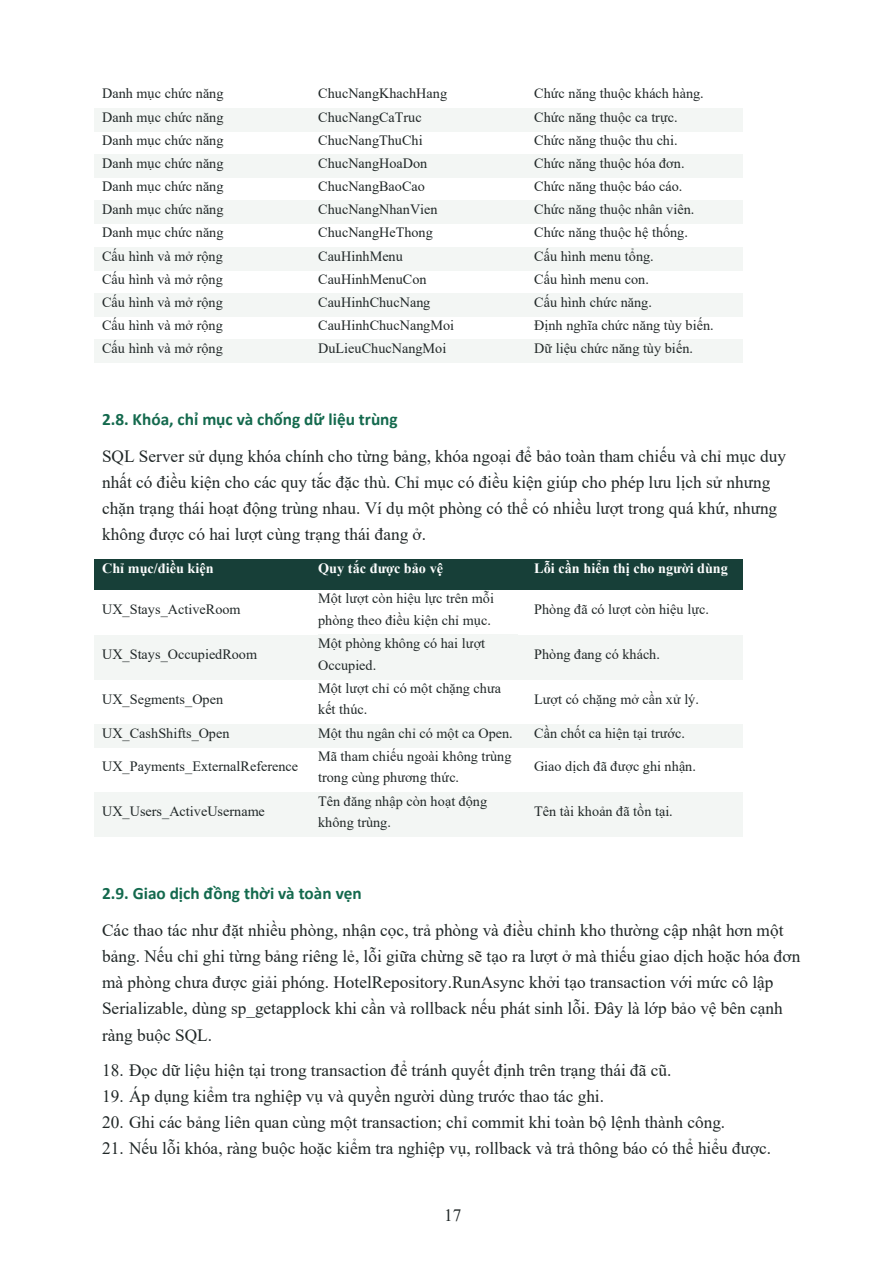 Danh mục chức năng ChucNangKhachHang Chức năng thuộc khách hàng.
Danh mục chức năng ChucNangCaTruc Chức năng thuộc ca trực.
Danh mục chức năng ChucNangThuChi Chức năng thuộc thu chi.
Danh mục chức năng ChucNangHoaDon Chức năng thuộc hóa đơn.
Danh mục chức năng ChucNangBaoCao Chức năng thuộc báo cáo.
Danh mục chức năng ChucNangNhanVien Chức năng thuộc nhân viên.
Danh mục chức năng ChucNangHeThong Chức năng thuộc hệ thống.
Cấu hình và mở rộng CauHinhMenu Cấu hình menu tổng.
Cấu hình và mở rộng CauHinhMenuCon Cấu hình menu con.
Cấu hình và mở rộng CauHinhChucNang Cấu hình chức năng.
Cấu hình và mở rộng CauHinhChucNangMoi Định nghĩa chức năng tùy biến.
Cấu hình và mở rộng DuLieuChucNangMoi Dữ liệu chức năng tùy biến.
2.8. Khóa, chỉ mục và chống dữ liệu trùng
SQL Server sử dụng khóa chính cho từng bảng, khóa ngoại để bảo toàn tham chiếu và chỉ mục duy
nhất có điều kiện cho các quy tắc đặc thù. Chỉ mục có điều kiện giúp cho phép lưu lịch sử nhưng
chặn trạng thái hoạt động trùng nhau. Ví dụ một phòng có thể có nhiều lượt trong quá khứ, nhưng
không được có hai lượt cùng trạng thái đang ở.
Chỉ mục/điều kiện Quy tắc được bảo vệ Lỗi cần hiển thị cho người dùng
UX_Stays_ActiveRoom Một lượt còn hiệu lực trên mỗi
phòng theo điều kiện chỉ mục. Phòng đã có lượt còn hiệu lực.
UX_Stays_OccupiedRoom Một phòng không có hai lượt
Occupied. Phòng đang có khách.
UX_Segments_Open Một lượt chỉ có một chặng chưa
kết thúc. Lượt có chặng mở cần xử lý.
UX_CashShifts_Open Một thu ngân chỉ có một ca Open. Cần chốt ca hiện tại trước.
UX_Payments_ExternalReference Mã tham chiếu ngoài không trùng
trong cùng phương thức. Giao dịch đã được ghi nhận.
UX_Users_ActiveUsername Tên đăng nhập còn hoạt động
không trùng. Tên tài khoản đã tồn tại.
2.9. Giao dịch đồng thời và toàn vẹn
Các thao tác như đặt nhiều phòng, nhận cọc, trả phòng và điều chỉnh kho thường cập nhật hơn một
bảng. Nếu chỉ ghi từng bảng riêng lẻ, lỗi giữa chừng sẽ tạo ra lượt ở mà thiếu giao dịch hoặc hóa đơn
mà phòng chưa được giải phóng. HotelRepository.RunAsync khởi tạo transaction với mức cô lập
Serializable, dùng sp_getapplock khi cần và rollback nếu phát sinh lỗi. Đây là lớp bảo vệ bên cạnh
ràng buộc SQL.
18. Đọc dữ liệu hiện tại trong transaction để tránh quyết định trên trạng thái đã cũ.
19. Áp dụng kiểm tra nghiệp vụ và quyền người dùng trước thao tác ghi.
20. Ghi các bảng liên quan cùng một transaction; chỉ commit khi toàn bộ lệnh thành công.
21. Nếu lỗi khóa, ràng buộc hoặc kiểm tra nghiệp vụ, rollback và trả thông báo có thể hiểu được.
17